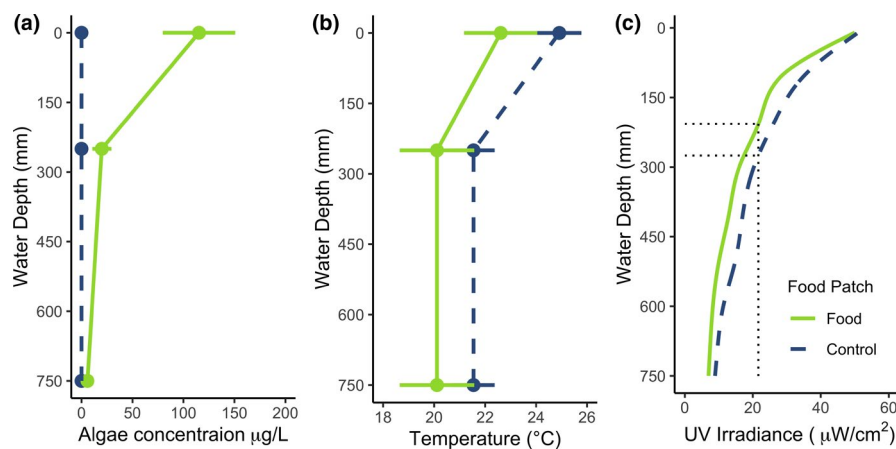 (a)
0
150
300
450
600
750
Water Depth (mm)
0 50 100 150 200
Algae concentraion μg/L
(b)
0
150
300
450
600
750
Water Depth (mm)
18 20 22 24 26
Temperature (°C)
(c)
0
150
300
450
600
750
Water Depth (mm)
0 20 40 60
UV Irradiance ( μW/cm²)
Food Patch
Food
Control